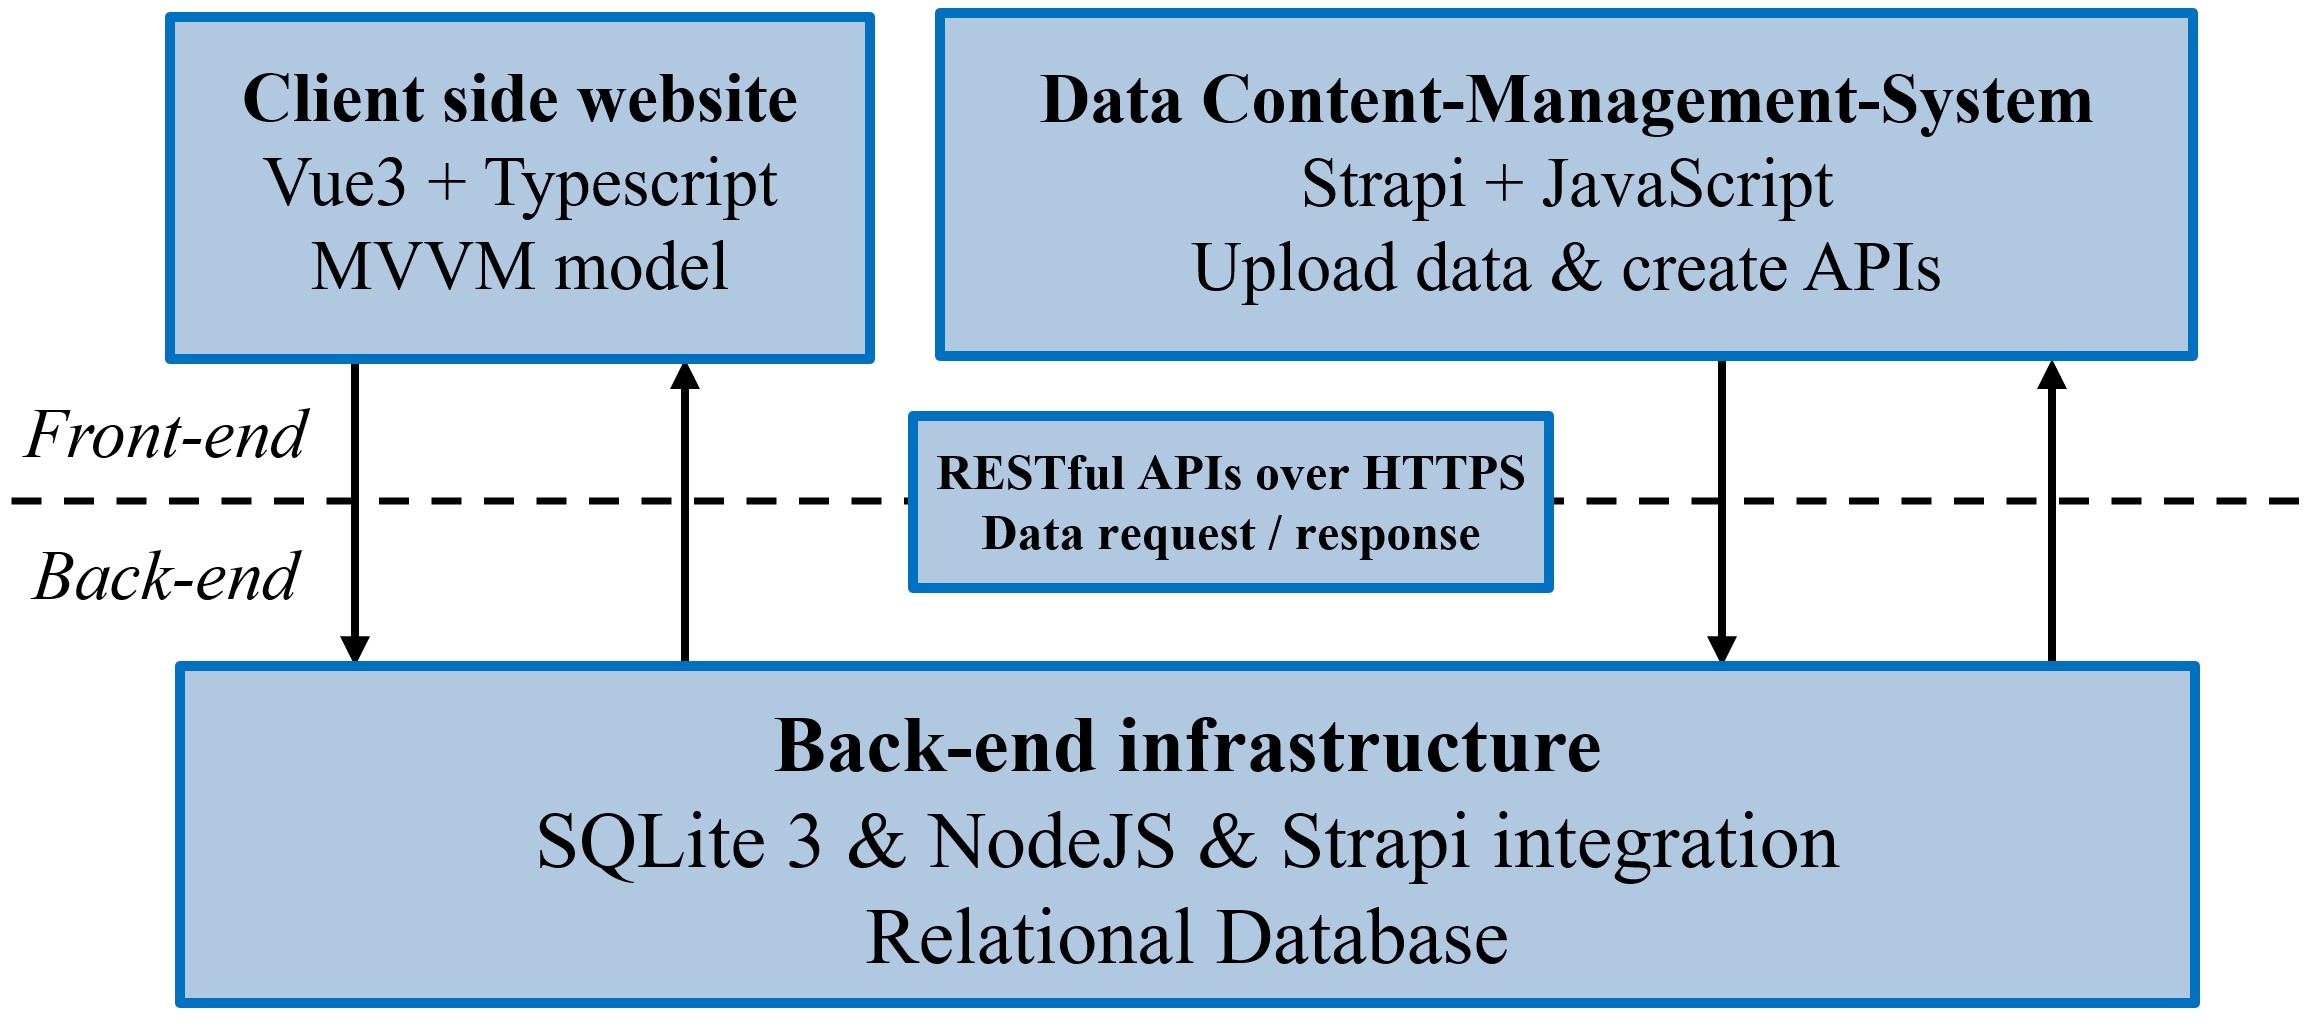 Client side website
Vue3 + Typescript
MVVM model
Data Content-Management-System
Strapi + JavaScript
Upload data & create APIs
Front-end
RESTful APIs over HTTPS
Data request / response
Back-end
Back-end infrastructure
SQLite 3 & NodeJS & Strapi integration
Relational Database